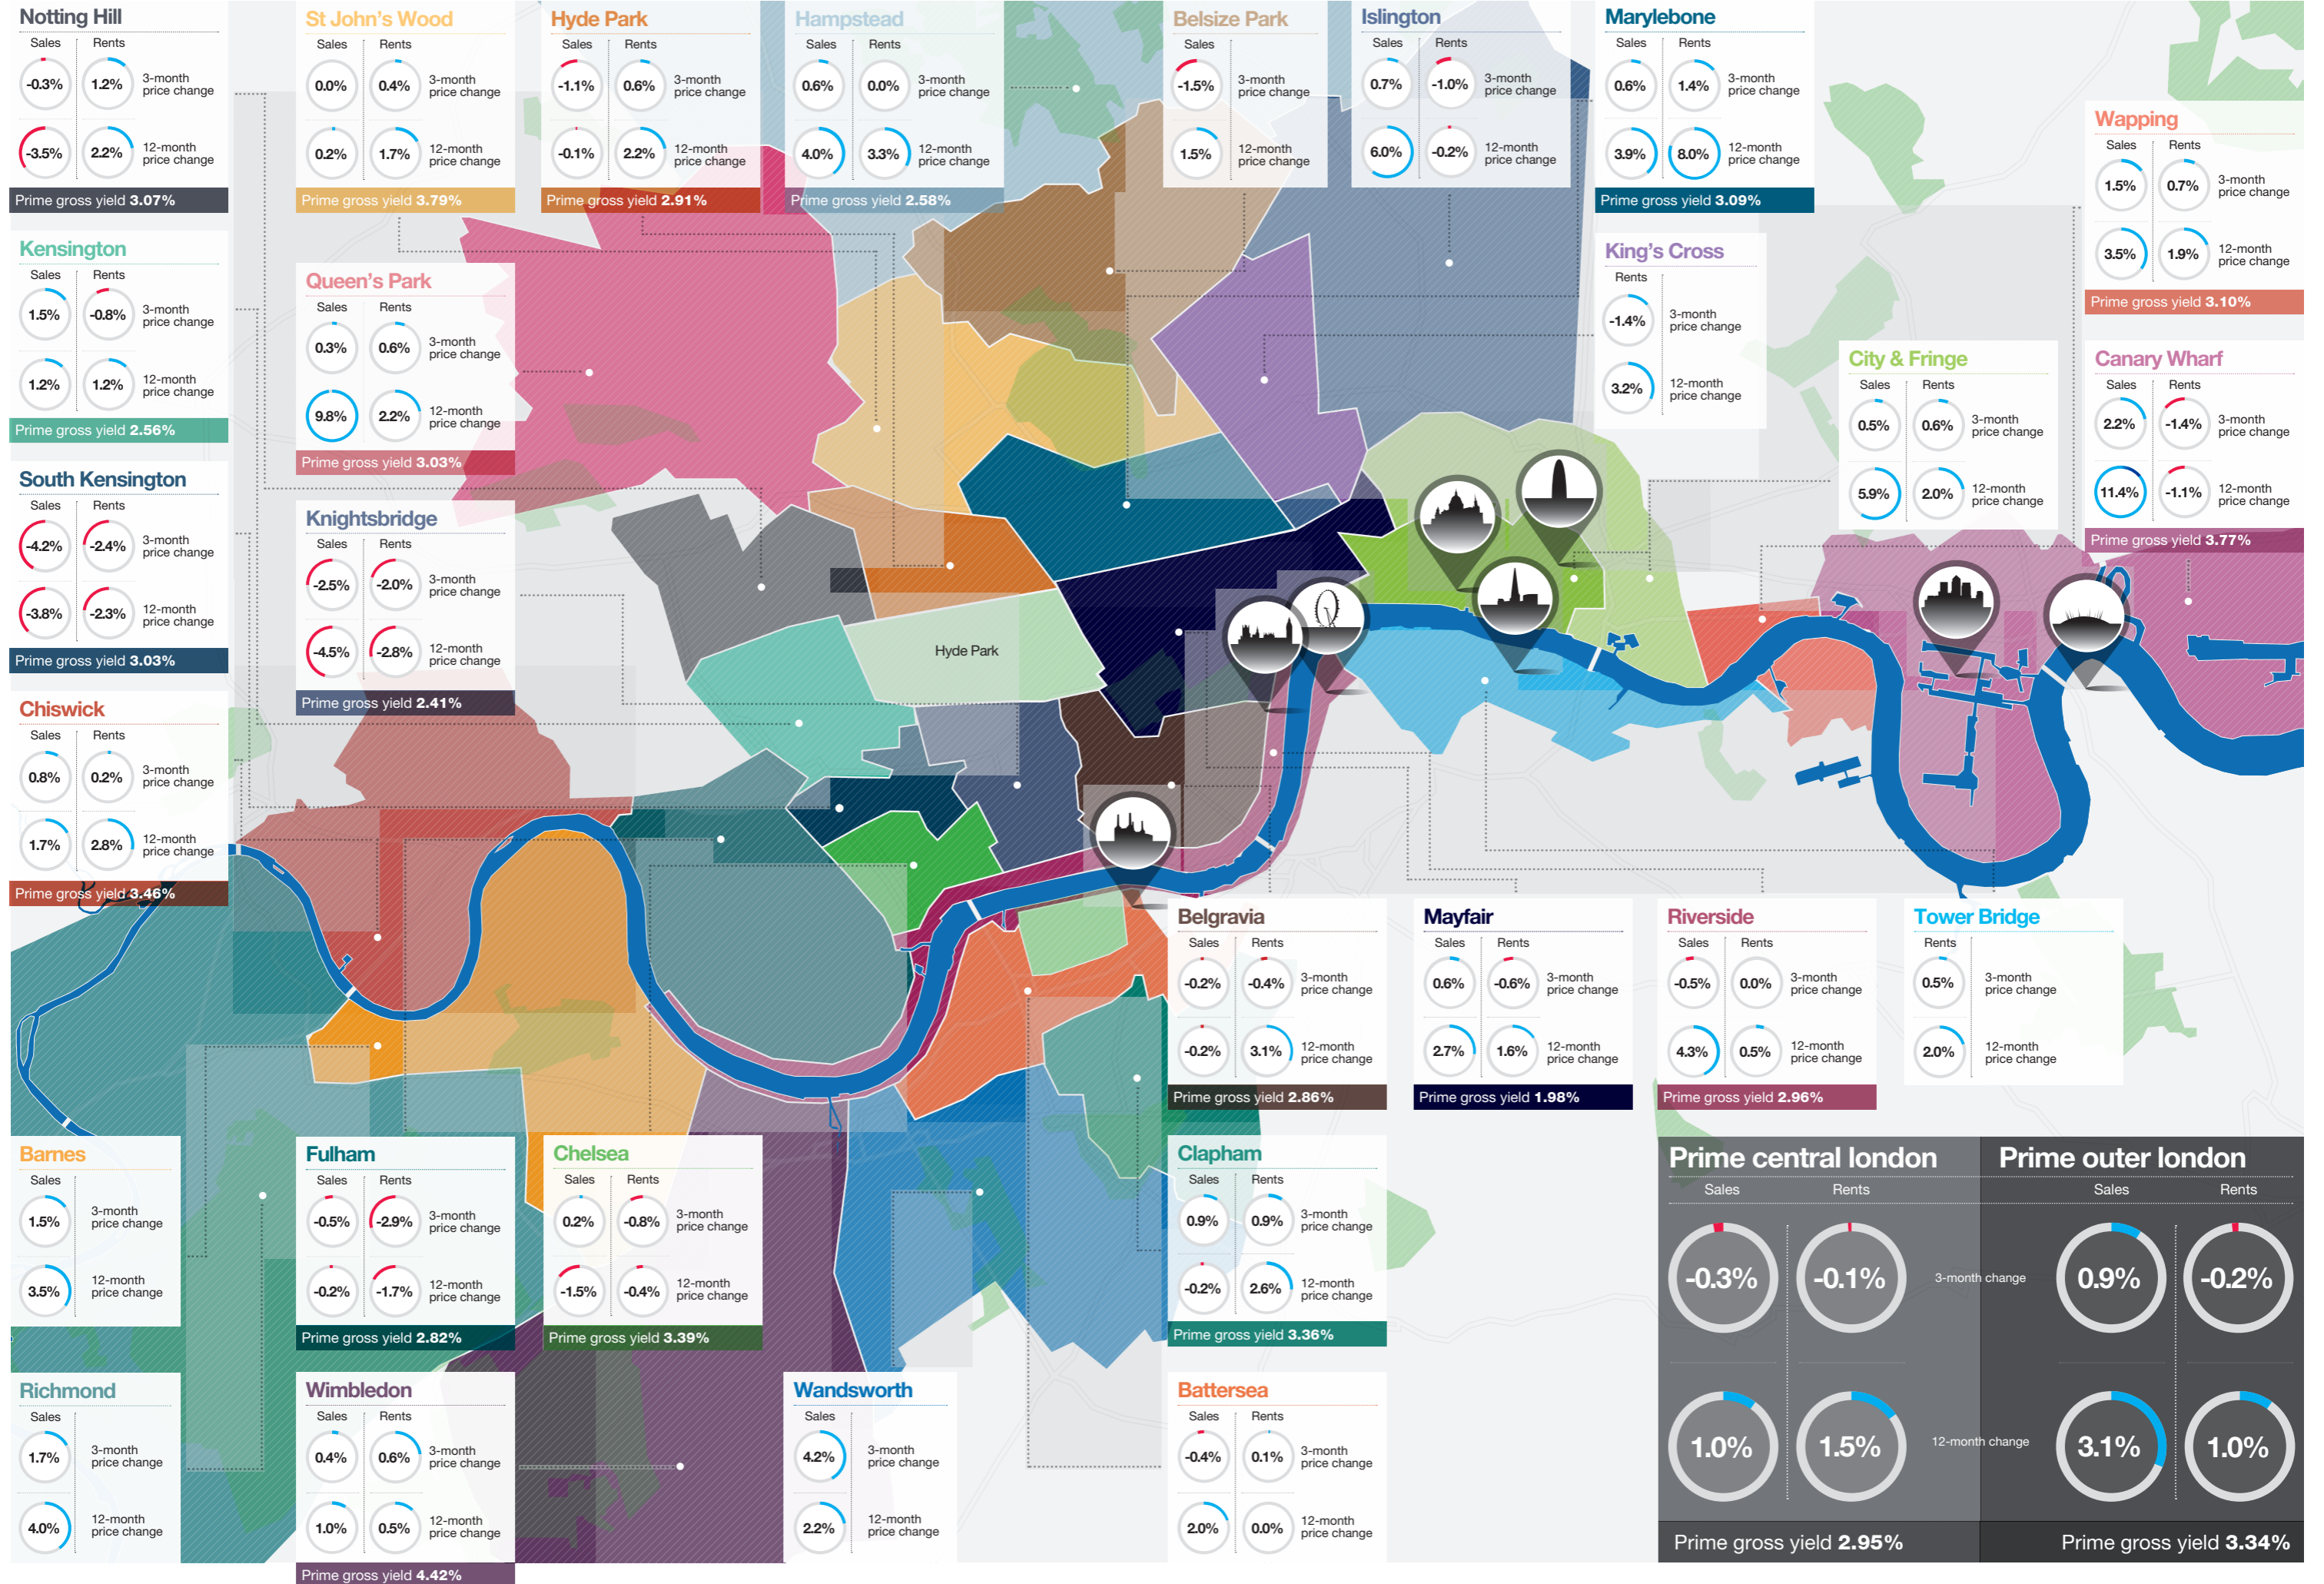 Notting Hill
Sales Rents
-0.3% 1.2% 3-month price change
-3.5% 2.2% 12-month price change
Prime gross yield 3.07%
St John's Wood
Sales Rents
0.0% 0.4% 3-month price change
0.2% 1.7% 12-month price change
Prime gross yield 3.79%
Hyde Park
Sales Rents
-1.1% 0.6% 3-month price change
-0.1% 2.2% 12-month price change
Prime gross yield 2.91%
Hampstead
Sales Rents
0.6% 0.0% 3-month price change
4.0% 3.3% 12-month price change
Prime gross yield 2.58%
Belsize Park
Sales
-1.5% 3-month price change
1.5% 12-month price change
Islington
Sales Rents
0.7% -1.0% 3-month price change
6.0% -0.2% 12-month price change
Marylebone
Sales Rents
0.6% 1.4% 3-month price change
3.9% 8.0% 12-month price change
Prime gross yield 3.09%
Wapping
Sales Rents
1.5% 0.7% 3-month price change
3.5% 1.9% 12-month price change
Prime gross yield 3.10%
Kensington
Sales Rents
1.5% -0.8% 3-month price change
1.2% 1.2% 12-month price change
Prime gross yield 2.56%
Queen's Park
Sales Rents
0.3% 0.6% 3-month price change
9.8% 2.2% 12-month price change
Prime gross yield 3.03%
King's Cross
Rents
-1.4% 3-month price change
3.2% 12-month price change
City & Fringe
Sales Rents
0.5% 0.6% 3-month price change
5.9% 2.0% 12-month price change
Canary Wharf
Sales Rents
2.2% -1.4% 3-month price change
11.4% -1.1% 12-month price change
Prime gross yield 3.77%
South Kensington
Sales Rents
-4.2% -2.4% 3-month price change
-3.8% -2.3% 12-month price change
Prime gross yield 3.03%
Knightsbridge
Sales Rents
-2.5% -2.0% 3-month price change
-4.5% -2.8% 12-month price change
Prime gross yield 2.41%
Hyde Park
Chiswick
Sales Rents
0.8% 0.2% 3-month price change
1.7% 2.8% 12-month price change
Prime gross yield 3.46%
Belgravia
Sales Rents
-0.2% -0.4% 3-month price change
-0.2% 3.1% 12-month price change
Prime gross yield 2.86%
Mayfair
Sales Rents
0.6% -0.6% 3-month price change
2.7% 1.6% 12-month price change
Prime gross yield 1.98%
Riverside
Sales Rents
-0.5% 0.0% 3-month price change
4.3% 0.5% 12-month price change
Prime gross yield 2.96%
Tower Bridge
Rents
0.5% 3-month price change
2.0% 12-month price change
Barnes
Sales
1.5% 3-month price change
3.5% 12-month price change
Fulham
Sales Rents
-0.5% -2.9% 3-month price change
-0.2% -1.7% 12-month price change
Prime gross yield 2.82%
Chelsea
Sales Rents
0.2% -0.8% 3-month price change
-1.5% -0.4% 12-month price change
Prime gross yield 3.39%
Clapham
Sales Rents
0.9% 0.9% 3-month price change
-0.2% 2.6% 12-month price change
Prime gross yield 3.36%
Richmond
Sales
1.7% 3-month price change
4.0% 12-month price change
Wimbledon
Sales Rents
0.4% 0.6% 3-month price change
1.0% 0.5% 12-month price change
Prime gross yield 4.42%
Wandsworth
Sales
4.2% 3-month price change
2.2% 12-month price change
Battersea
Sales Rents
-0.4% 0.1% 3-month price change
2.0% 0.0% 12-month price change
Prime central london Prime outer london
Sales Rents Sales Rents
-0.3% -0.1% 3-month change 0.9% -0.2%
1.0% 1.5% 12-month change 3.1% 1.0%
Prime gross yield 2.95% Prime gross yield 3.34%